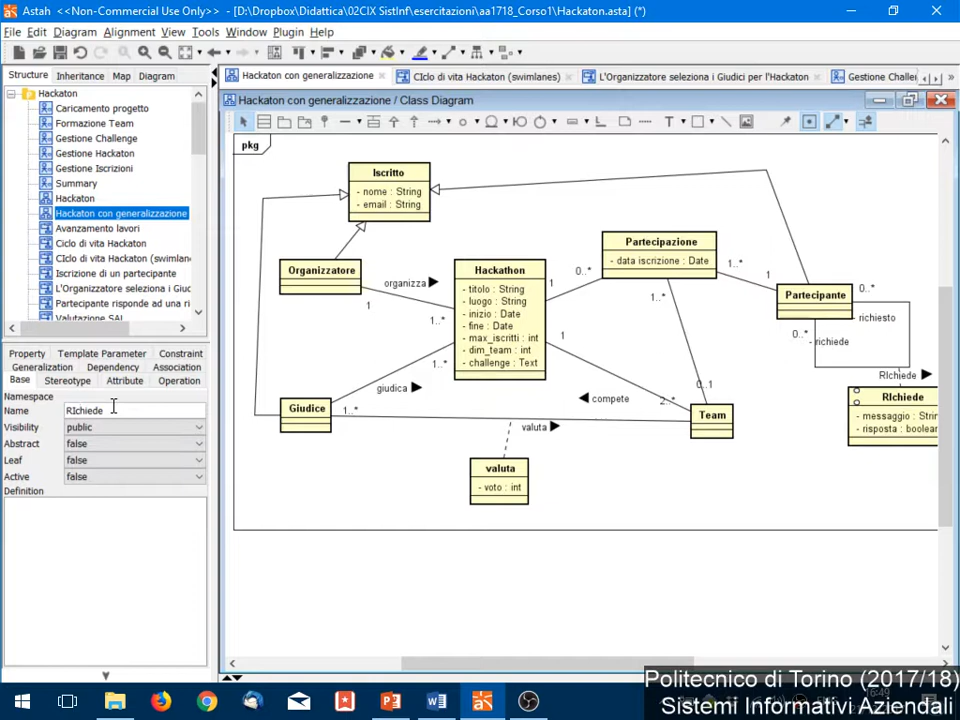 Astah <<Non-Commercial Use Only>> - [D:\Dropbox\Didattica\02CIX SistInf\esercitazioni\aa1718_Corso1\Hackaton.asta] (*)
File Edit Diagram Alignment View Tools Window Plugin Help
Structure Inheritance Map Diagram
Hackaton con generalizzazione CIclo di vita Hackaton (swimlanes) L'Organizzatore seleziona i Giudici per l'Hackaton Gestione Challe
Hackaton con generalizzazione / Class Diagram
Hackaton
Caricamento progetto
Formazione Team
Gestione Challenge
Gestione Hackaton
Gestione Iscrizioni
Summary
Hackaton
Hackaton con generalizzazione
Avanzamento lavori
Ciclo di vita Hackaton
CIclo di vita Hackaton (swimlan
Iscrizione di un partecipante
L'Organizzatore seleziona i Giuc
Partecipante risponde ad una ri
Valutazione SAL
Property Template Parameter Constraint
Generalization Dependency Association
Base Stereotype Attribute Operation
Namespace
Name RIchiede
Visibility public
Abstract false
Leaf false
Active false
Definition
pkg
Iscritto
- nome : String
- email : String
Organizzatore
organizza
1
1..*
Hackathon
- titolo : String
- luogo : String
- inizio : Date
- fine : Date
- max_iscritti : int
- dim_team : int
- challenge : Text
1
0..*
Partecipazione
- data iscrizione : Date
1..*
1
1..*
Partecipante
0..*
- richiesto
0..*
- richiede
RIchiede
RIchiede
- messaggio : Strin
- risposta : boolean
1
compete
2..*
0..1
Team
Giudice
giudica
1..*
1..*
valuta
valuta
- voto : int
16:49
Politecnico di Torino (2017/18)
Sistemi Informativi Aziendali